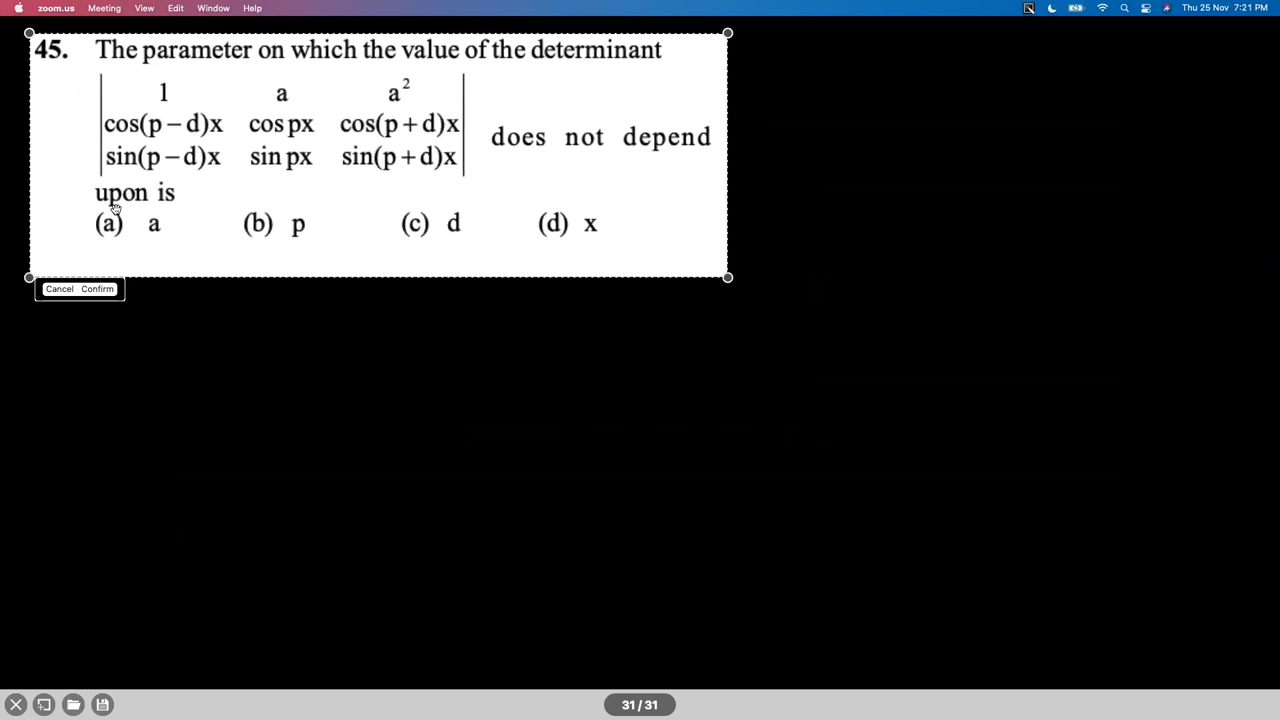 zoom.us Meeting View Edit Window Help Thu 25 Nov 7:21 PM
45. The parameter on which the value of the determinant
| 1 a a² |
| cos(p – d)x cos px cos(p + d)x | does not depend
| sin(p – d)x sin px sin(p + d)x |
upon is
(a) a (b) p (c) d (d) x
Cancel Confirm
31 / 31